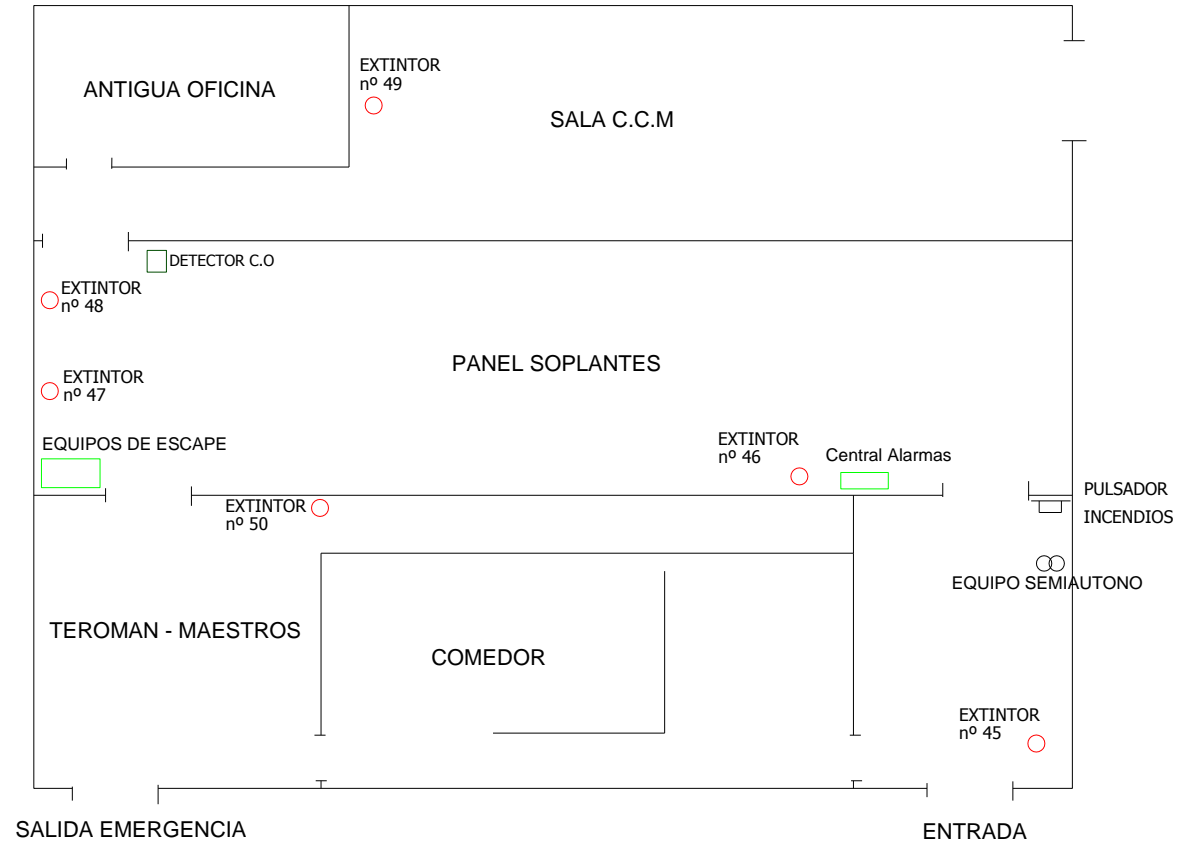 ANTIGUA OFICINA
EXTINTOR
nº 49
SALA C.C.M
DETECTOR C.O
EXTINTOR
nº 48
PANEL SOPLANTES
EXTINTOR
nº 47
EQUIPOS DE ESCAPE
EXTINTOR
nº 46
Central Alarmas
PULSADOR
INCENDIOS
EXTINTOR
nº 50
EQUIPO SEMIAUTONO
TEROMAN - MAESTROS
COMEDOR
EXTINTOR
nº 45
SALIDA EMERGENCIA
ENTRADA